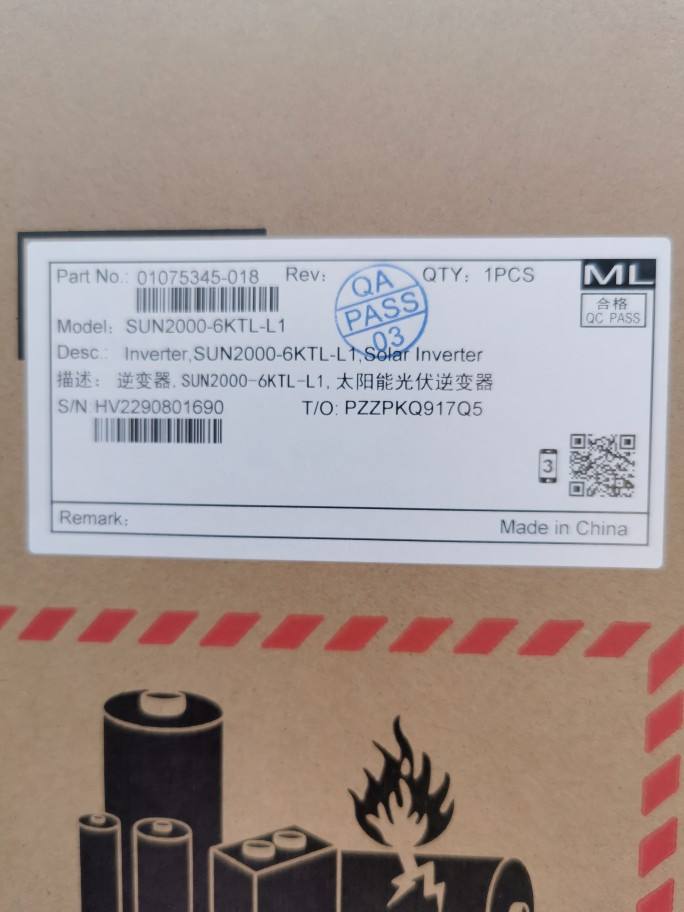 Part No.: 01075345-018 Rev: QTY: 1PCS ML
QA
PASS
03
合格
QC PASS
Model: SUN2000-6KTL-L1
Desc.: Inverter,SUN2000-6KTL-L1,Solar Inverter
描述: 逆变器,SUN2000-6KTL-L1,太阳能光伏逆变器
S/N HV2290801690 T/O: PZZPKQ917Q5
3
Remark:
Made in China